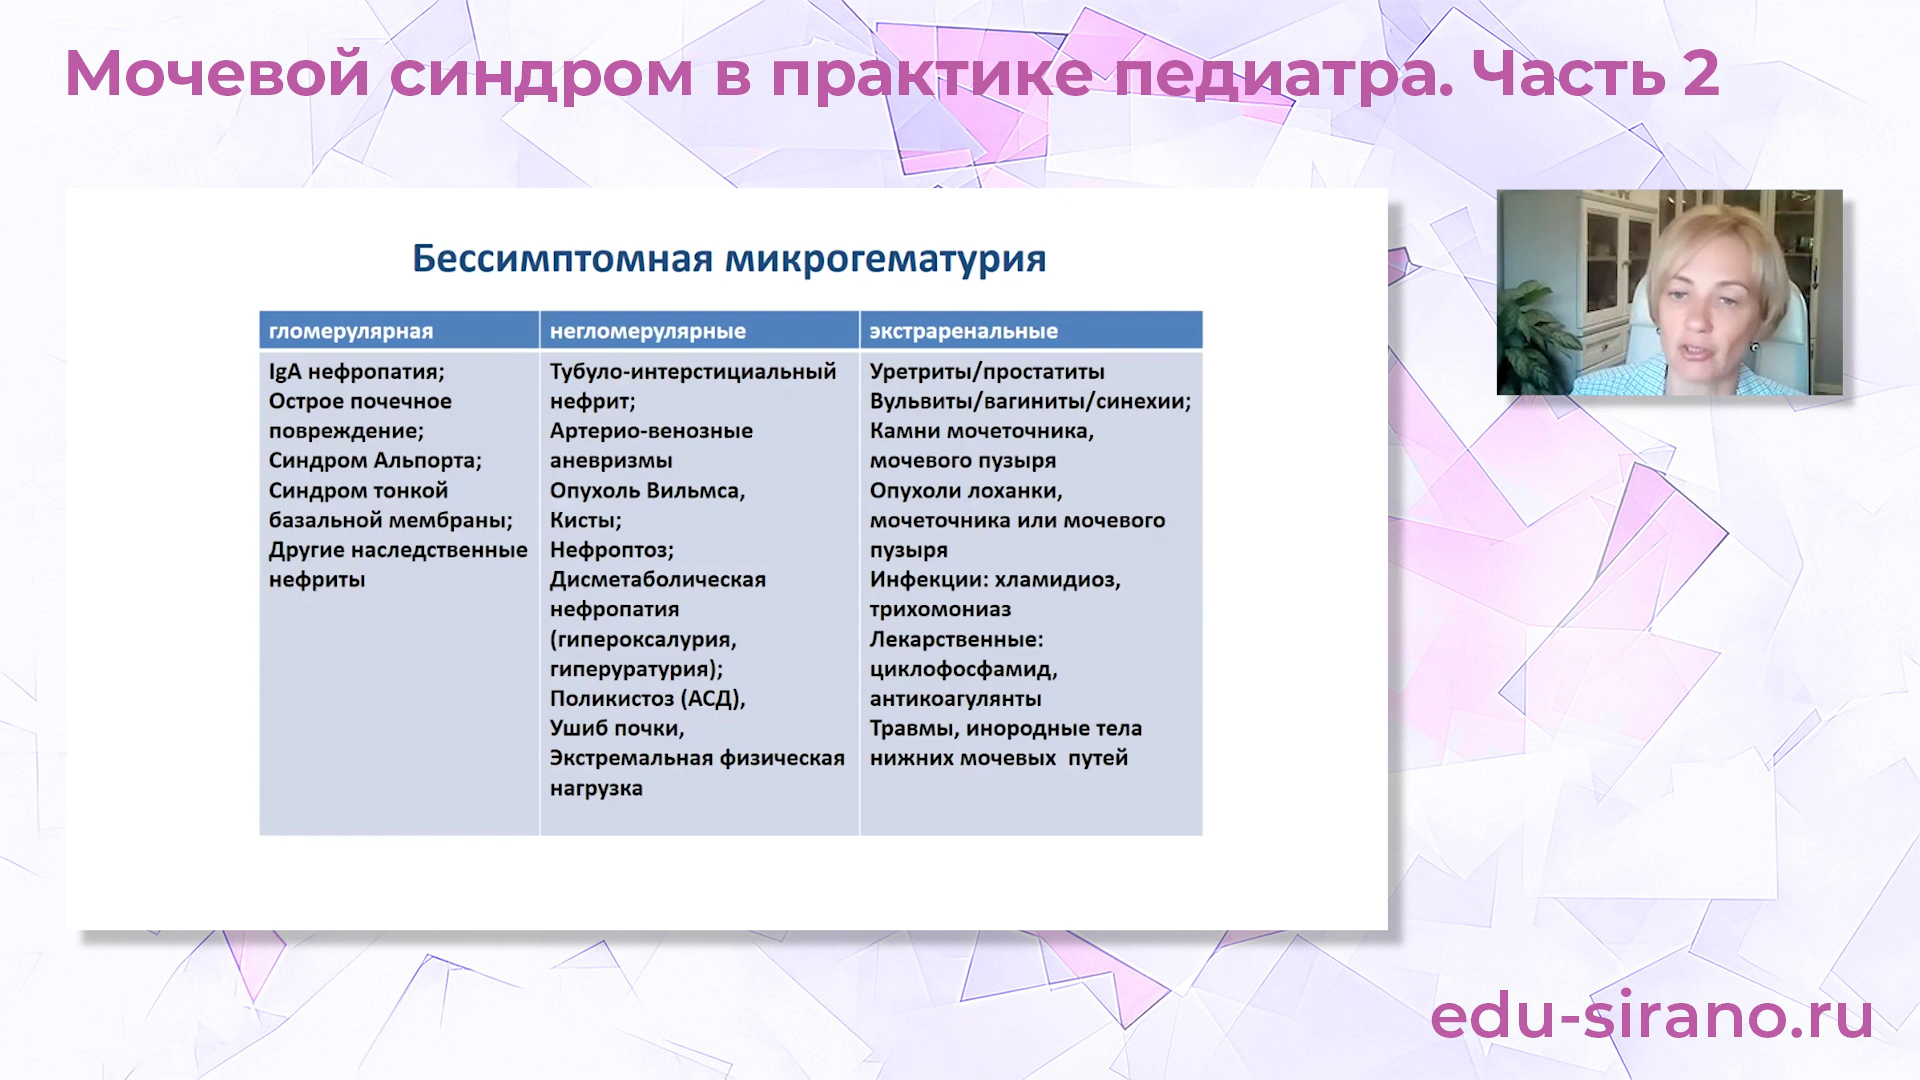 Мочевой синдром в практике педиатра. Часть 2
Бессимптомная микрогематурия
гломерулярная
IgA нефропатия;
Острое почечное
повреждение;
Синдром Альпорта;
Синдром тонкой
базальной мембраны;
Другие наследственные
нефриты
негломерулярные
Тубуло-интерстициальный
нефрит;
Артерио-венозные
аневризмы
Опухоль Вильмса,
Кисты;
Нефроптоз;
Дисметаболическая
нефропатия
(гипероксалурия,
гиперуратурия);
Поликистоз (АСД),
Ушиб почки,
Экстремальная физическая
нагрузка
экстраренальные
Уретриты/простатиты
Вульвиты/вагиниты/синехии;
Камни мочеточника,
мочевого пузыря
Опухоли лоханки,
мочеточника или мочевого
пузыря
Инфекции: хламидиоз,
трихомониаз
Лекарственные:
циклофосфамид,
антикоагулянты
Травмы, инородные тела
нижних мочевых  путей
edu-sirano.ru